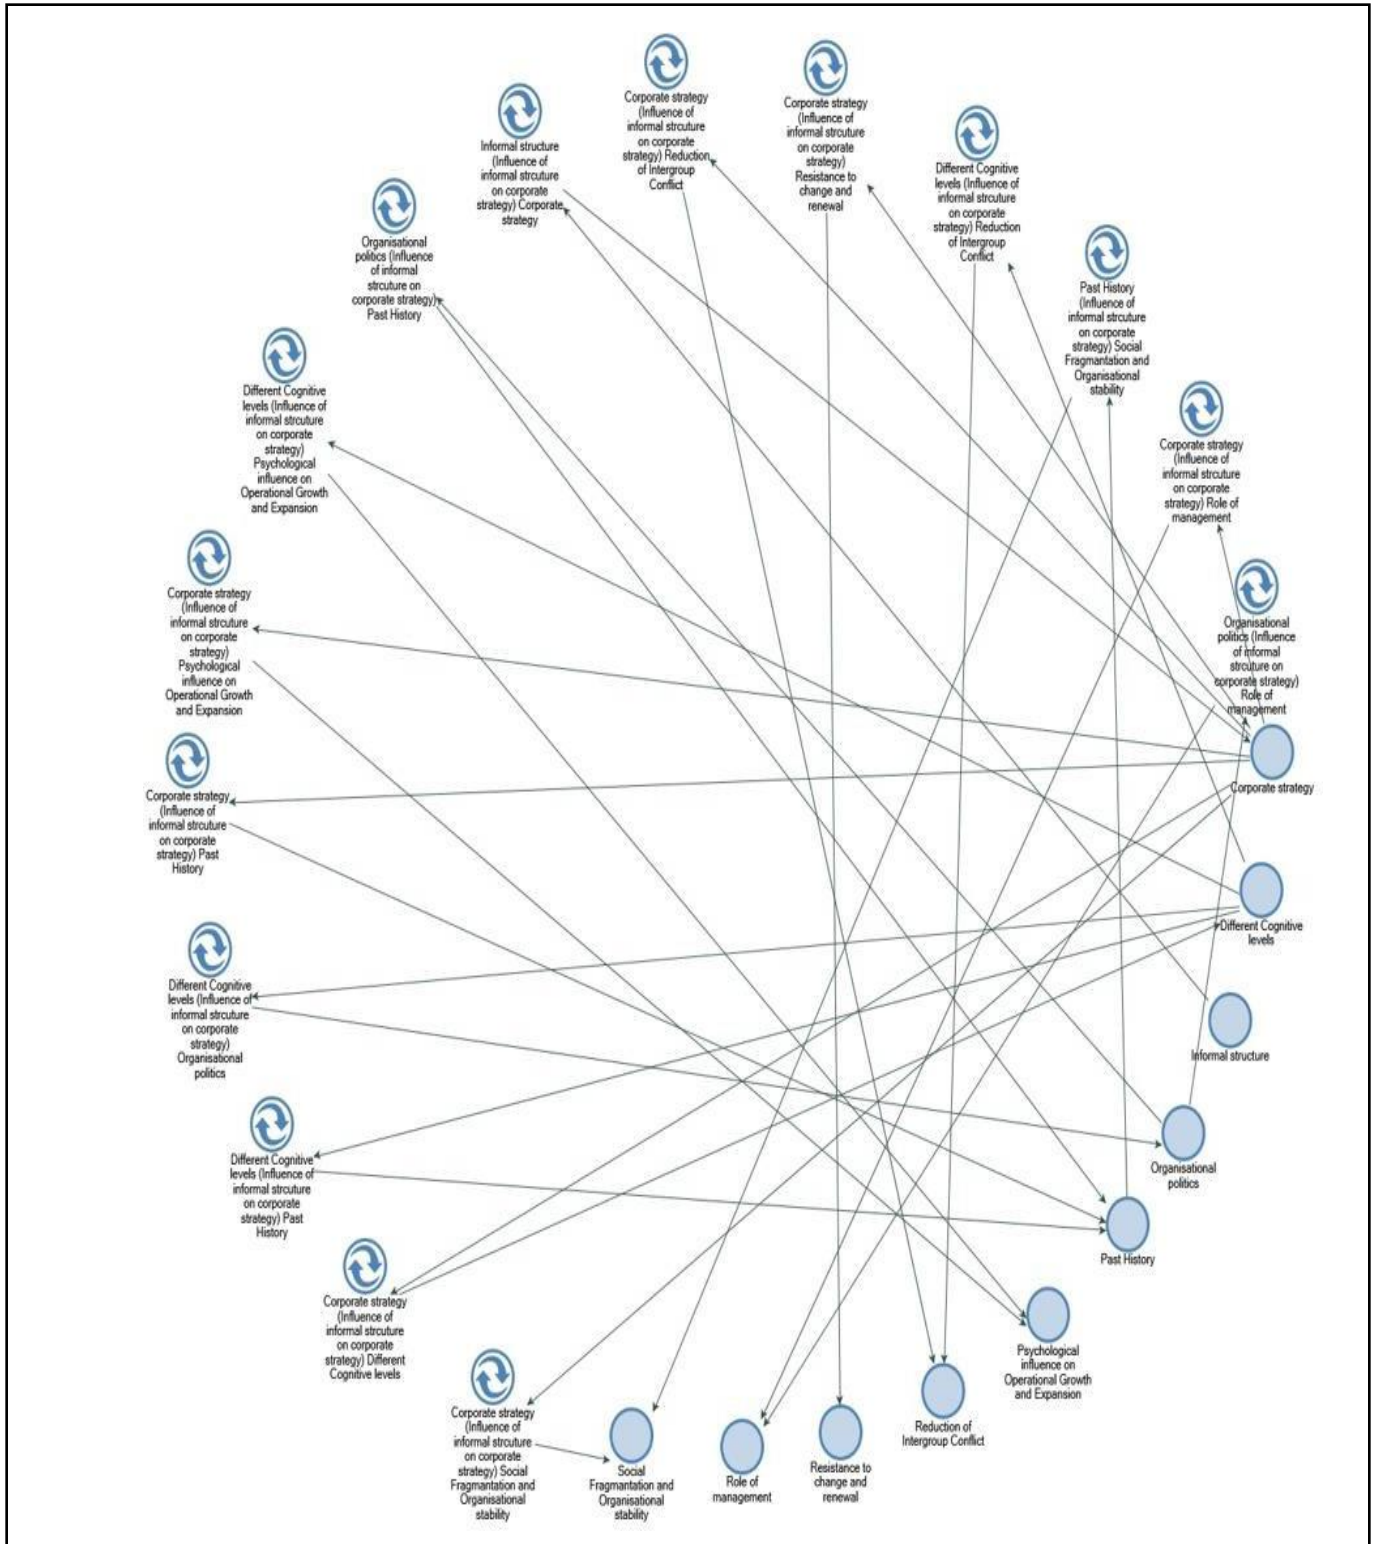 Corporate strategy
(Influence of
informal strcuture
on corporate
strategy) Reduction
of Intergroup
Conflict
Corporate strategy
(Influence of
informal strcuture
on corporate
strategy)
Resistance to
change and
renewal
Informal structure
(Influence of
informal strcuture
on corporate
strategy) Corporate
strategy
Different Cognitive
levels (Influence of
informal strcuture
on corporate
strategy) Reduction
of Intergroup
Conflict
Organisational
politics (Influence
of informal
strcuture on
corporate strategy)
Past History
Past History
(Influence of
informal strcuture
on corporate
strategy) Social
Fragmantation and
Organisational
stability
Different Cognitive
levels (Influence of
informal strcuture
on corporate
strategy)
Psychological
influence on
Operational Growth
and Expansion
Corporate strategy
(Influence of
informal strcuture
on corporate
strategy) Role of
management
Corporate strategy
(Influence of
informal strcuture
on corporate
strategy)
Psychological
influence on
Operational Growth
and Expansion
Organisational
politics (Influence
of informal
strcuture on
corporate strategy)
Role of
management
Corporate strategy
Corporate strategy
(Influence of
informal strcuture
on corporate
strategy) Past
History
Different Cognitive
levels
Different Cognitive
levels (Influence of
informal strcuture
on corporate
strategy)
Organisational
politics
Informal structure
Different Cognitive
levels (Influence of
informal strcuture
on corporate
strategy) Past
History
Organisational
politics
Past History
Corporate strategy
(Influence of
informal strcuture
on corporate
strategy) Different
Cognitive levels
Psychological
influence on
Operational Growth
and Expansion
Corporate strategy
(Influence of
informal strcuture
on corporate
strategy) Social
Fragmantation and
Organisational
stability
Social
Fragmantation and
Organisational
stability
Role of
management
Resistance to
change and
renewal
Reduction of
Intergroup Conflict